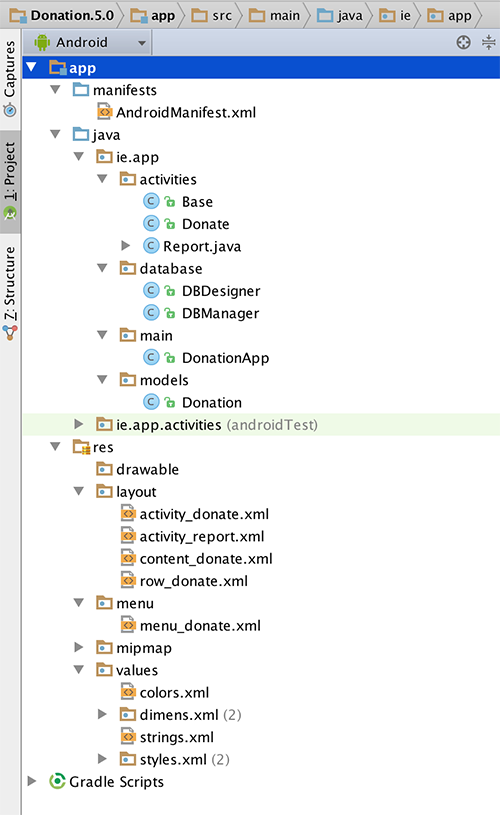 Donation.5.0 app src main java ie app
Captures
1: Project
Z: Structure
Android
app
manifests
AndroidManifest.xml
java
ie.app
activities
Base
Donate
Report.java
database
DBDesigner
DBManager
main
DonationApp
models
Donation
ie.app.activities (androidTest)
res
drawable
layout
activity_donate.xml
activity_report.xml
content_donate.xml
row_donate.xml
menu
menu_donate.xml
mipmap
values
colors.xml
dimens.xml (2)
strings.xml
styles.xml (2)
Gradle Scripts